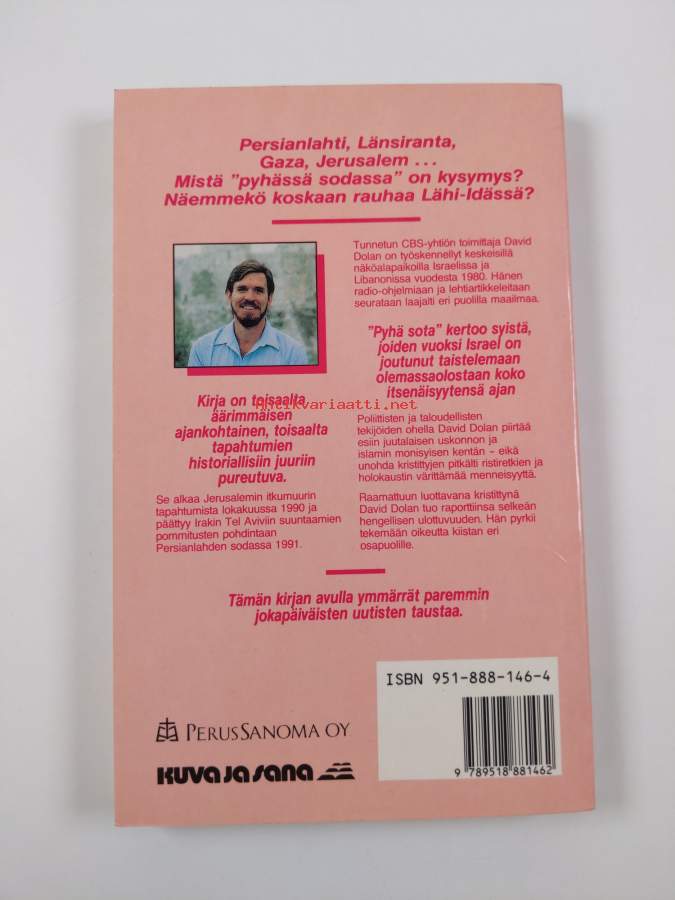 Persianlahti, Länsiranta,
Gaza, Jerusalem ...
Mistä "pyhässä sodassa" on kysymys?
Näemmekö koskaan rauhaa Lähi-Idässä?
Kirja on toisaalta
äärimmäisen
ajankohtainen, toisaalta
tapahtumien
historiallisiin juuriin
pureutuva.
Se alkaa Jerusalemin itkumuurin
tapahtumista lokakuussa 1990 ja
päättyy Irakin Tel Aviviin suuntaamien
pommitusten pohdintaan
Persianlahden sodassa 1991.
Tunnetun CBS-yhtiön toimittaja David
Dolan on työskennellyt keskeisillä
näköalapaikoilla Israelissa ja
Libanonissa vuodesta 1980. Hänen
radio-ohjelmiaan ja lehtiartikkeleitaan
seurataan laajalti eri puolilla maailmaa.
"Pyhä sota" kertoo syistä,
joiden vuoksi Israel on
joutunut taistelemaan
olemassaolostaan koko
itsenäisyytensä ajan
Poliittisten ja taloudellisten
tekijöiden ohella David Dolan piirtää
esiin juutalaisen uskonnon ja
islamin monisyisen kentän – eikä
unohda kristittyjen pitkälti ristiretkien ja
holokaustin värittämää menneisyyttä.
Raamattuun luottavana kristittynä
David Dolan tuo raporttiinsa selkeän
hengellisen ulottuvuuden. Hän pyrkii
tekemään oikeutta kiistan eri
osapuolille.
Antikvariaatti.net
Tämän kirjan avulla ymmärrät paremmin
jokapäiväisten uutisten taustaa.
ISBN 951-888-146-4
9 789518 881462
PERUSSANOMA OY
KUVA JA SANA